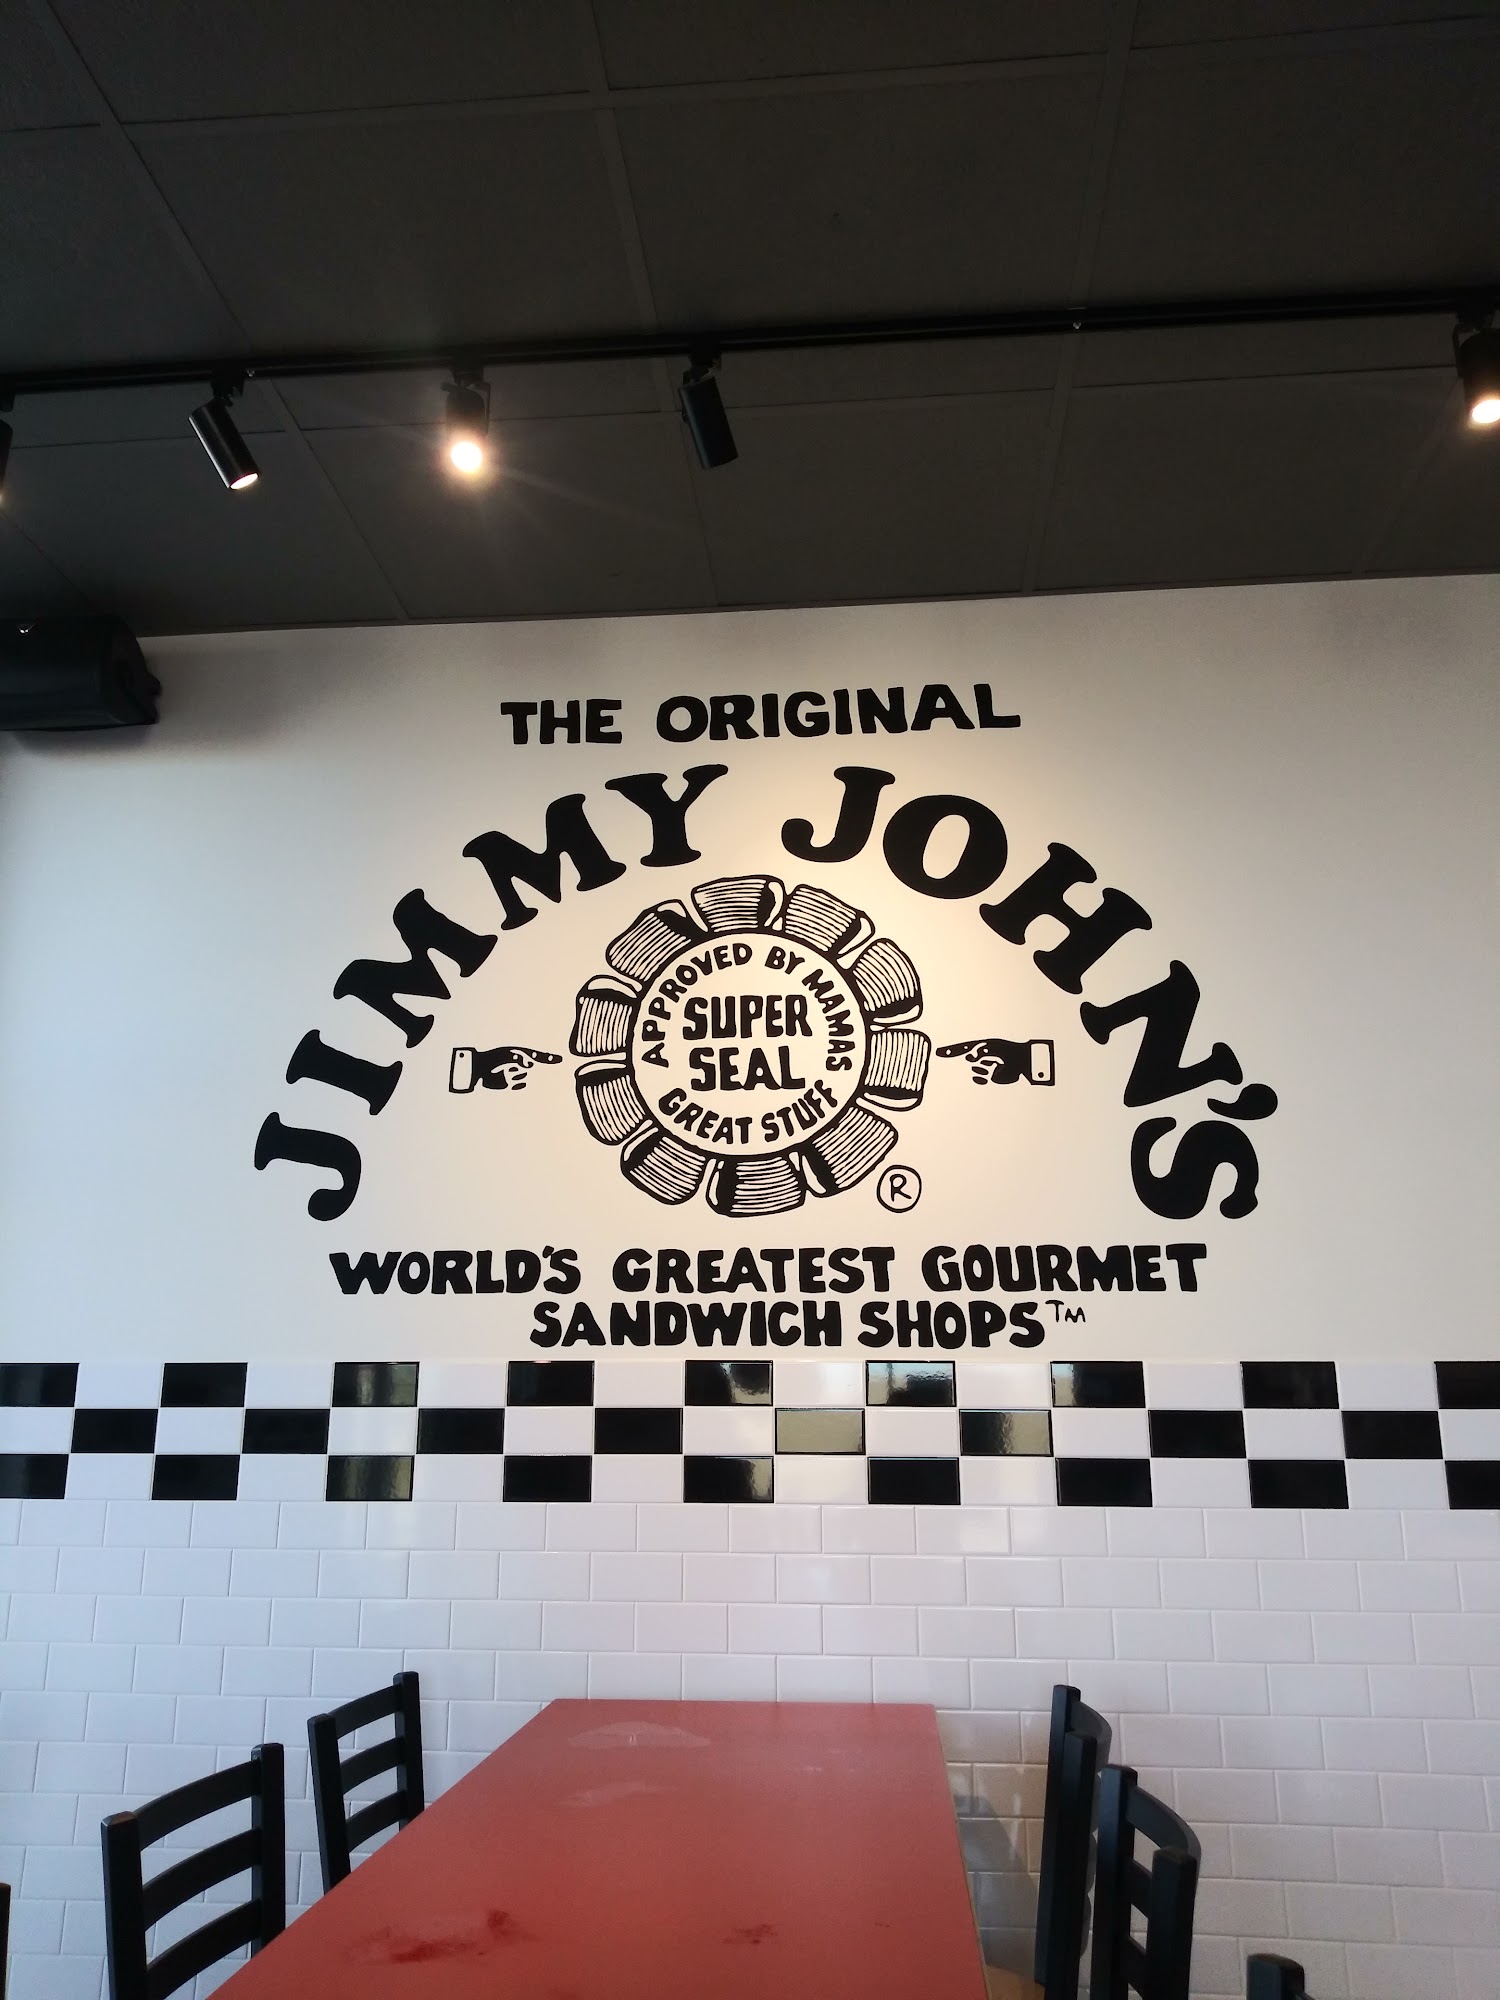 THE ORIGINAL
JIMMY JOHN'S
APPROVED BY MAMAS
SUPER
SEAL
GREAT STUFF
®
WORLD'S GREATEST GOURMET
SANDWICH SHOPS™